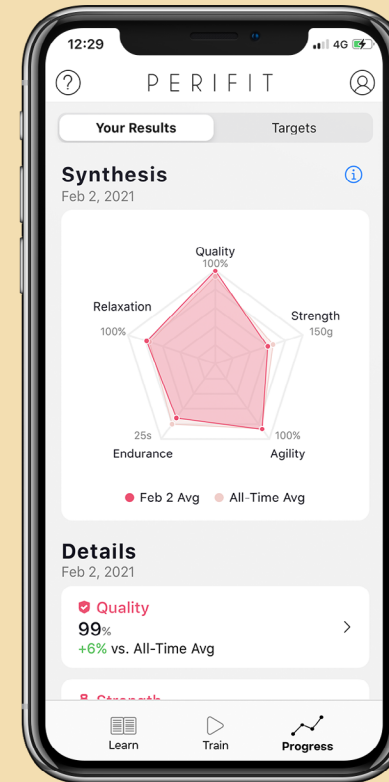 12:29
4G
PERIFIT
Your Results
Targets
Synthesis
Feb 2, 2021
Quality
100%
Relaxation
100%
Strength
150g
25s
Endurance
100%
Agility
Feb 2 Avg
All-Time Avg
Details
Feb 2, 2021
Quality
99%
+6% vs. All-Time Avg
Strength
Learn
Train
Progress